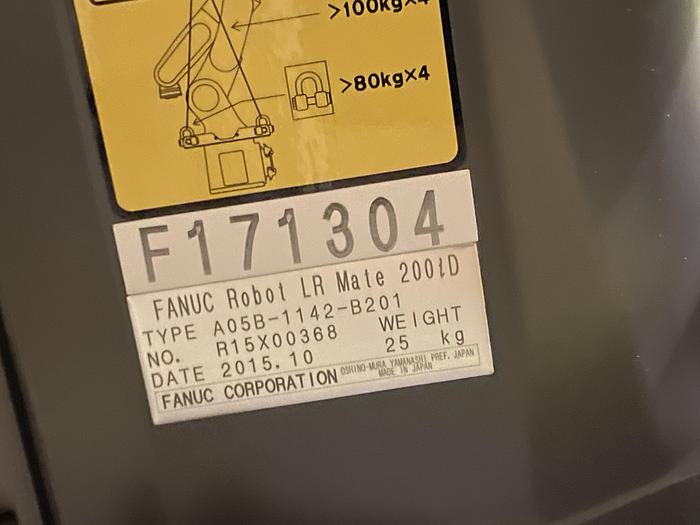 >100kg×4
>80kg×4
F171304
FANUC Robot LR Mate 200iD
TYPE A05B-1142-B201
NO. R15X00368 WEIGHT
DATE 2015.10 25 kg
FANUC CORPORATION OSHINO-MURA, YAMANASHI PREF. JAPAN
MADE IN JAPAN